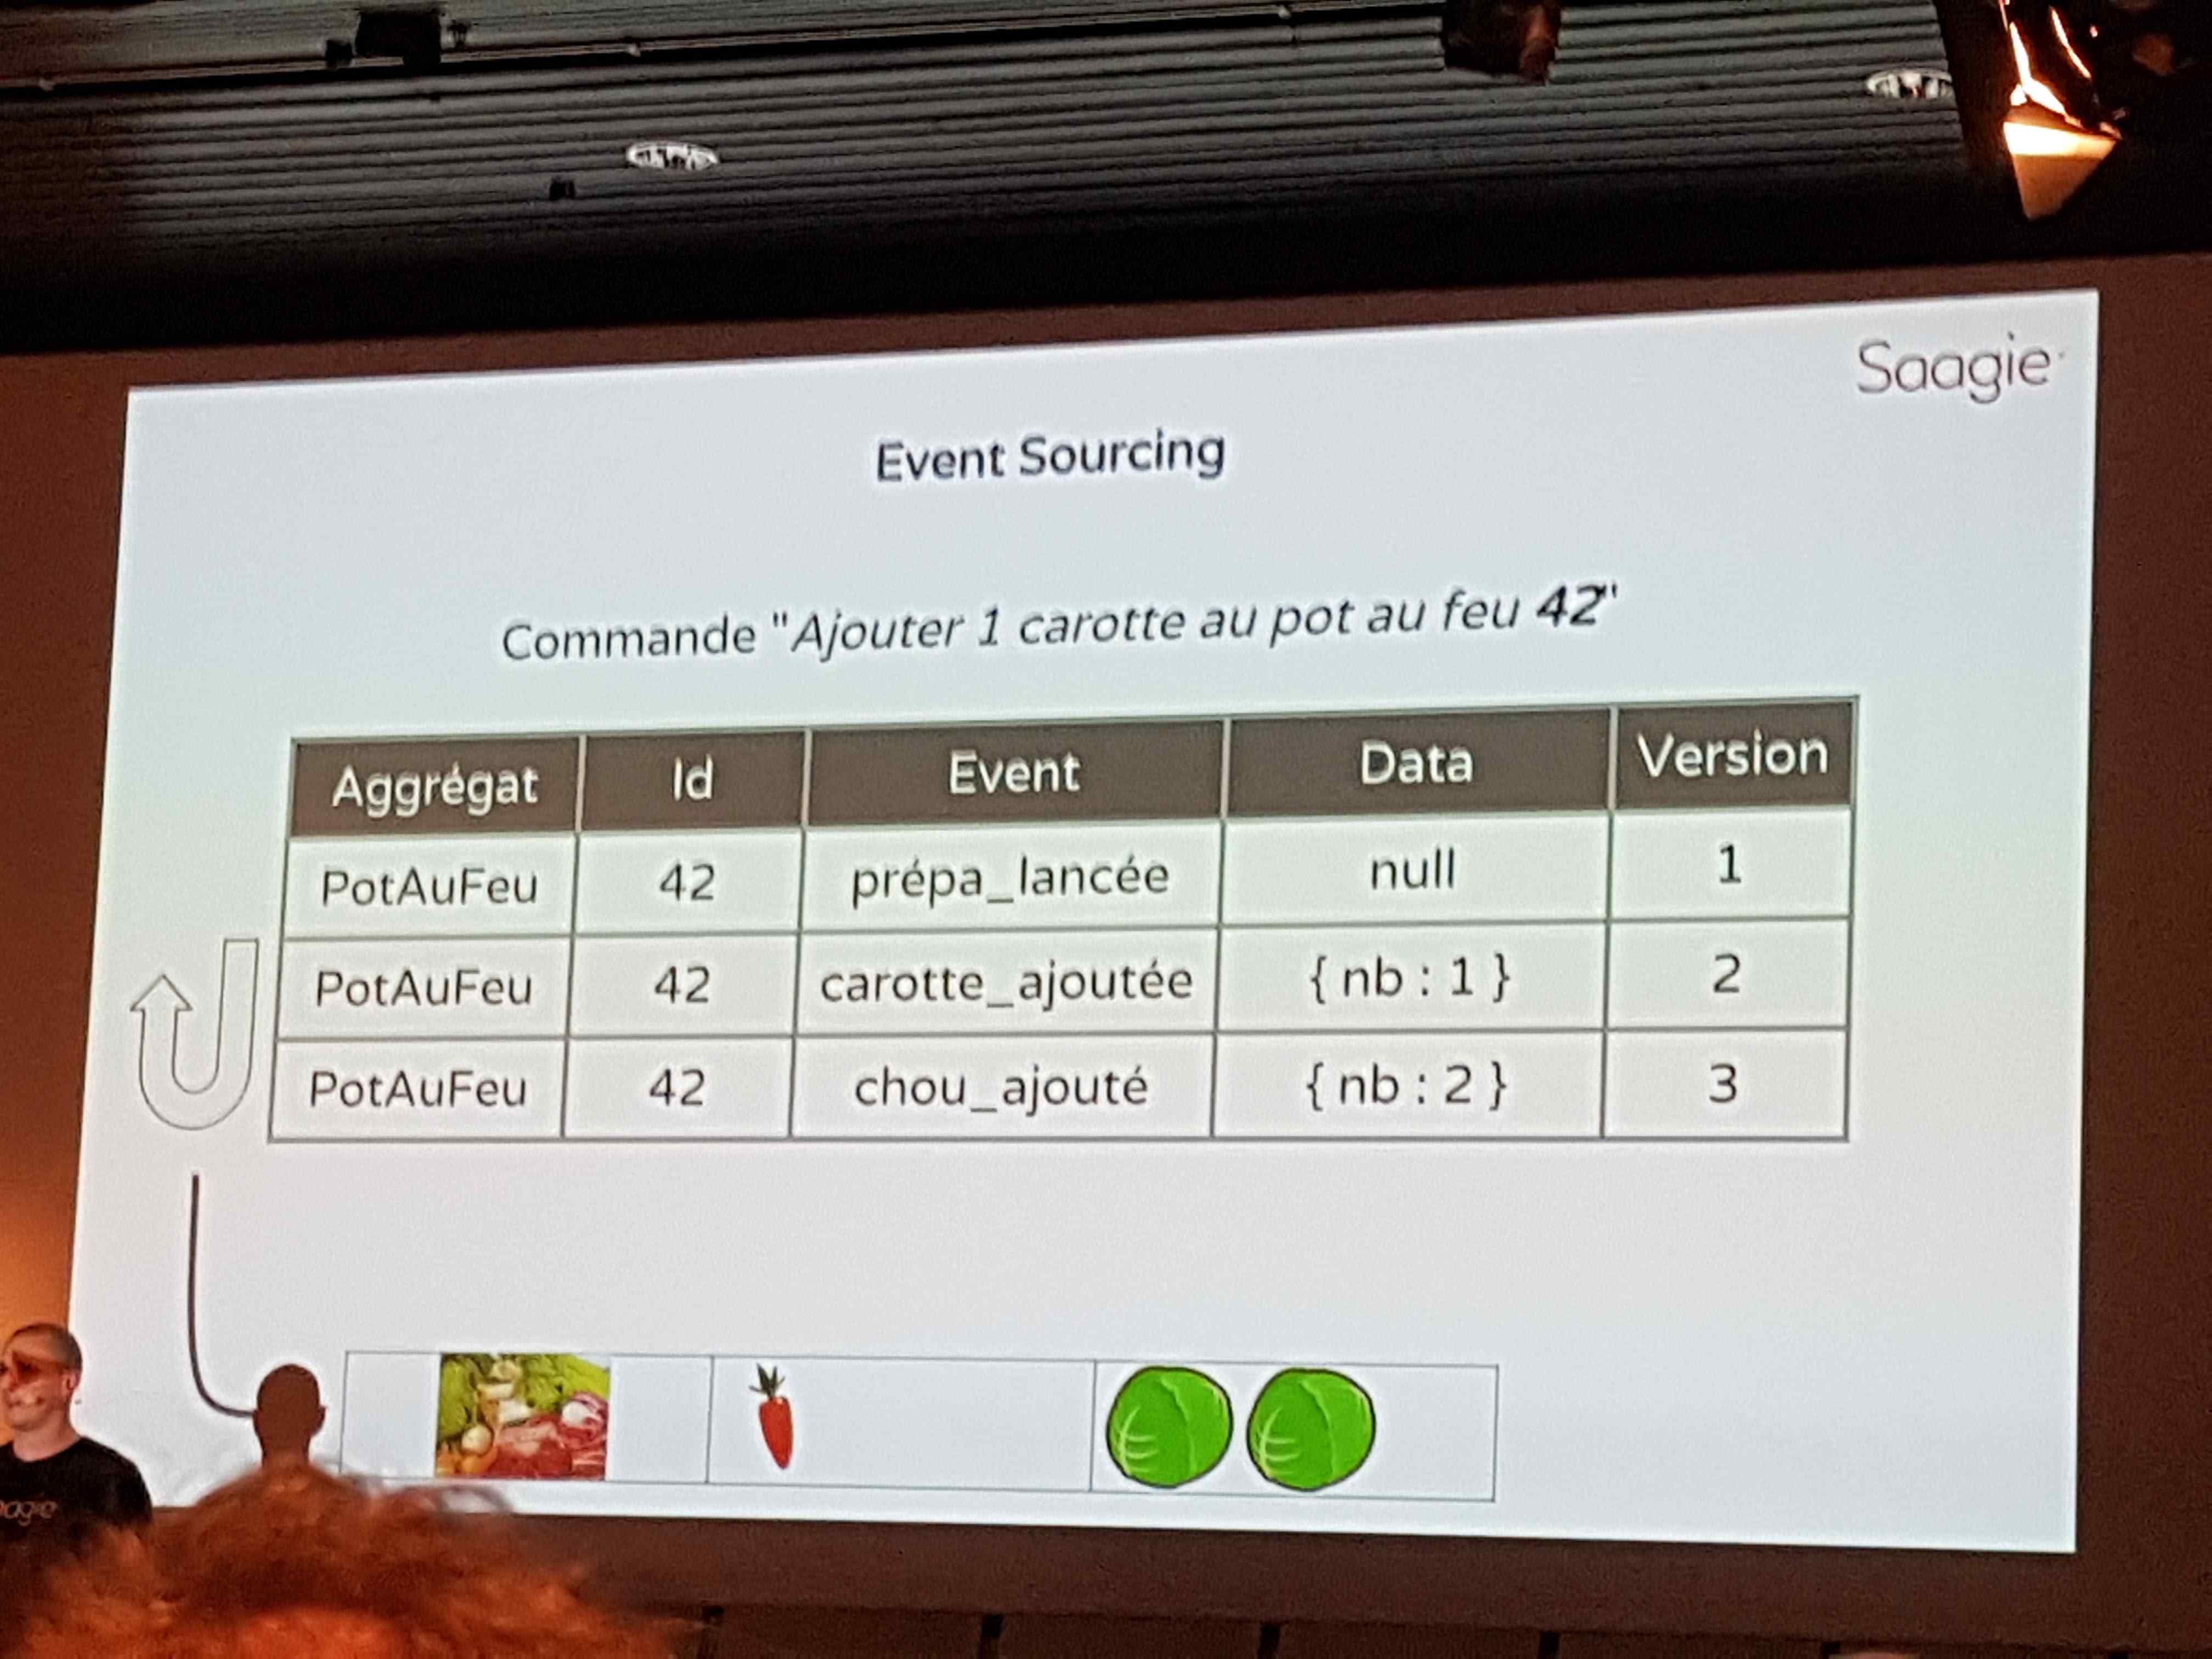 Saagie
Event Sourcing
Commande "Ajouter 1 carotte au pot au feu 42"
Aggrégat Id Event Data Version
PotAuFeu 42 prépa_lancée null 1
PotAuFeu 42 carotte_ajoutée { nb : 1 } 2
PotAuFeu 42 chou_ajouté { nb : 2 } 3